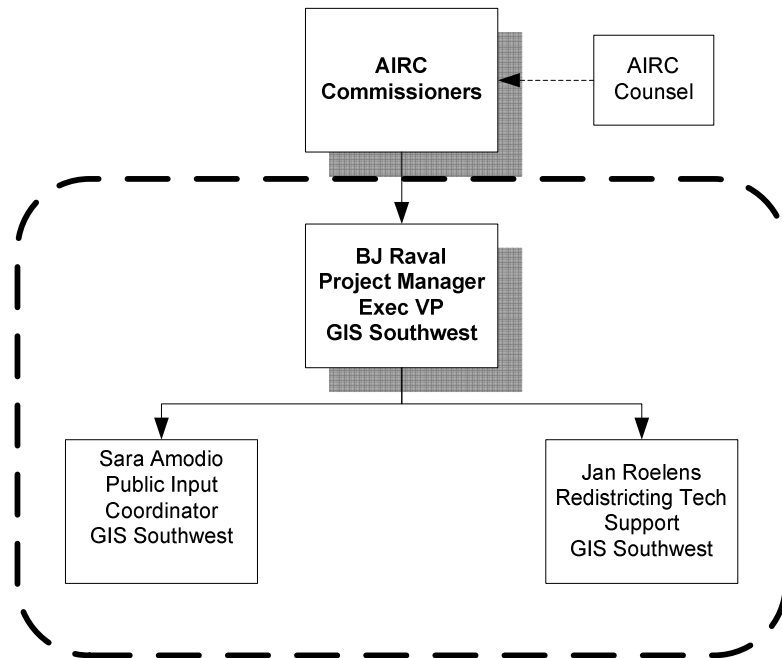 AIRC
Commissioners
AIRC
Counsel
BJ Raval
Project Manager
Exec VP
GIS Southwest
Sara Amodio
Public Input
Coordinator
GIS Southwest
Jan Roelens
Redistricting Tech
Support
GIS Southwest